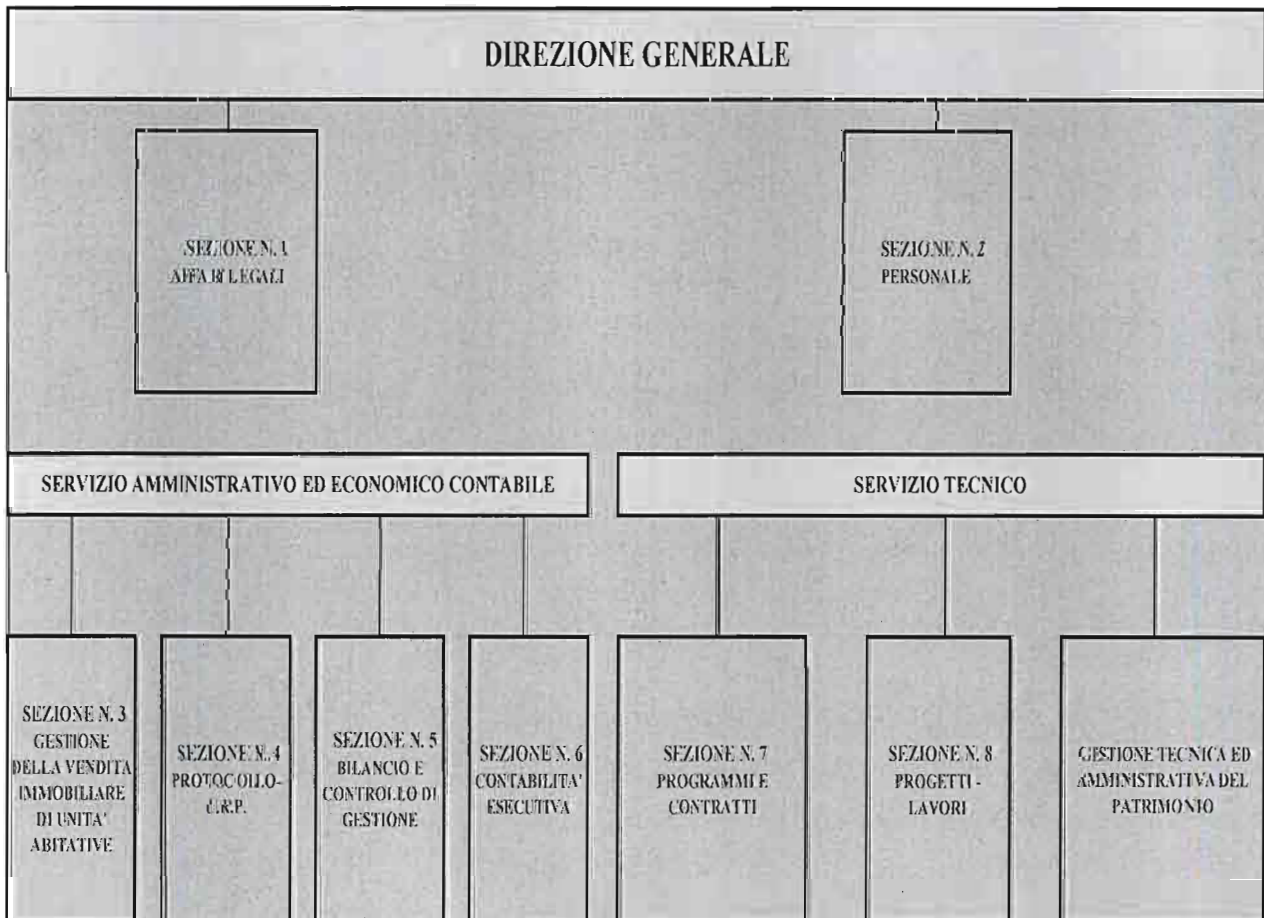 DIREZIONE GENERALE
SEZIONE N. 1
AFFARI LEGALI
SEZIONE N. 2
PERSONALE
SERVIZIO AMMINISTRATIVO ED ECONOMICO CONTABILE
SERVIZIO TECNICO
SEZIONE N. 3
GESTIONE
DELLA VENDITA
IMMOBILIARE
DI UNITA'
ABITATIVE
SEZIONE N. 4
PROTOCOLLO-
U.R.P.
SEZIONE N. 5
BILANCIO E
CONTROLLO DI
GESTIONE
SEZIONE N. 6
CONTABILITA'
ESECUTIVA
SEZIONE N. 7
PROGRAMMI E
CONTRATTI
SEZIONE N. 8
PROGETTI -
LAVORI
GESTIONE TECNICA ED
AMMINISTRATIVA DEL
PATRIMONIO